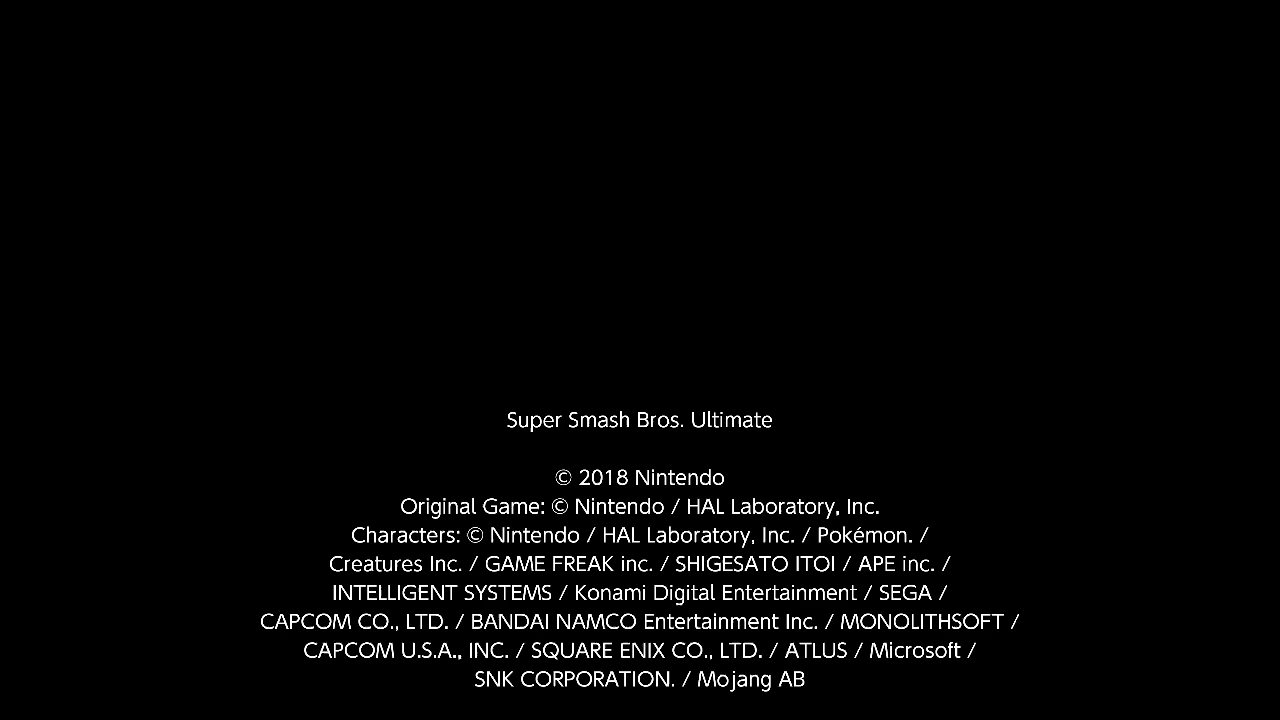 Super Smash Bros. Ultimate
© 2018 Nintendo
Original Game: © Nintendo / HAL Laboratory, Inc.
Characters: © Nintendo / HAL Laboratory, Inc. / Pokémon. /
Creatures Inc. / GAME FREAK inc. / SHIGESATO ITOI / APE inc. /
INTELLIGENT SYSTEMS / Konami Digital Entertainment / SEGA /
CAPCOM CO., LTD. / BANDAI NAMCO Entertainment Inc. / MONOLITHSOFT /
CAPCOM U.S.A., INC. / SQUARE ENIX CO., LTD. / ATLUS / Microsoft /
SNK CORPORATION. / Mojang AB